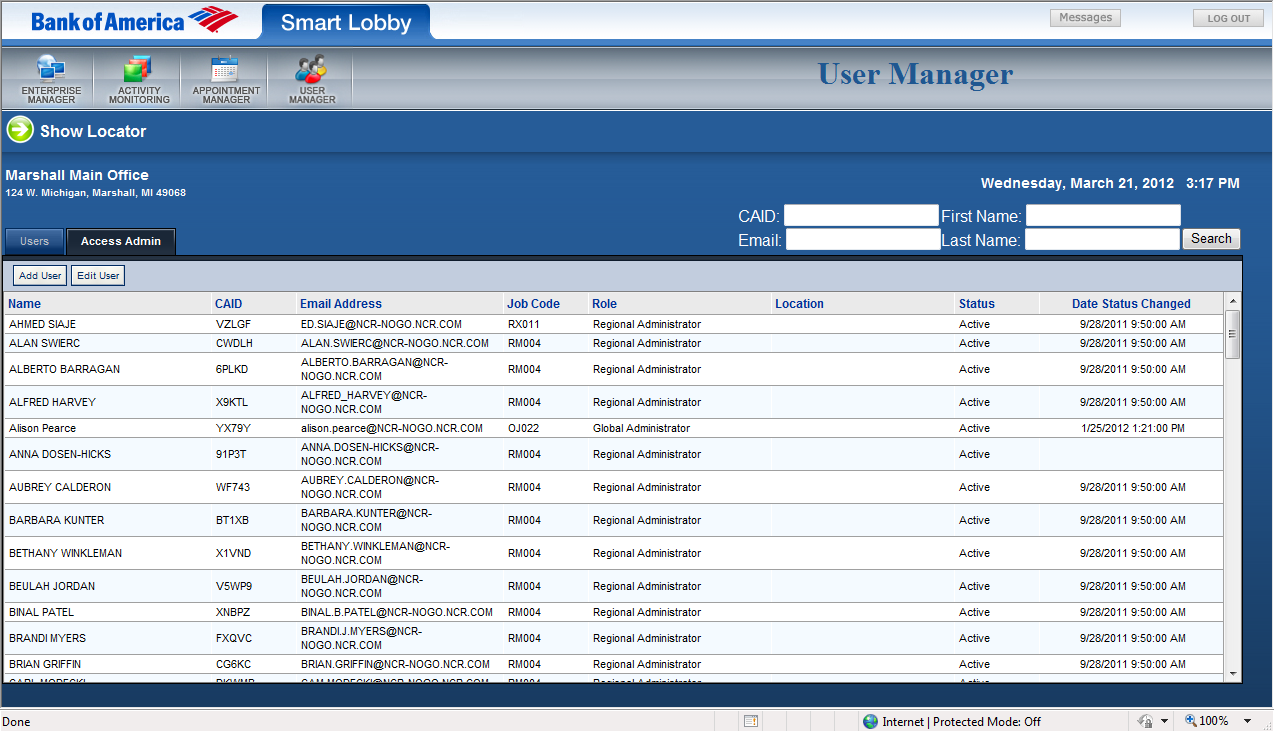 Bank of America Smart Lobby Messages LOG OUT
ENTERPRISE MANAGER ACTIVITY MONITORING APPOINTMENT MANAGER USER MANAGER User Manager
Show Locator
Marshall Main Office
124 W. Michigan, Marshall, MI 49068
Wednesday, March 21, 2012 3:17 PM
CAID: First Name:
Email: Last Name: Search
Users Access Admin
Add User Edit User
Name CAID Email Address Job Code Role Location Status Date Status Changed
AHMED SIAJE VZLGF ED.SIAJE@NCR-NOGO.NCR.COM RX011 Regional Administrator Active 9/28/2011 9:50:00 AM
ALAN SWIERC CWDLH ALAN.SWIERC@NCR-NOGO.NCR.COM RM004 Regional Administrator Active 9/28/2011 9:50:00 AM
ALBERTO BARRAGAN 6PLKD ALBERTO.BARRAGAN@NCR-NOGO.NCR.COM RM004 Regional Administrator Active 9/28/2011 9:50:00 AM
ALFRED HARVEY X9KTL ALFRED_HARVEY@NCR-NOGO.NCR.COM RM004 Regional Administrator Active 9/28/2011 9:50:00 AM
Alison Pearce YX79Y alison.pearce@NCR-NOGO.NCR.COM OJ022 Global Administrator Active 1/25/2012 1:21:00 PM
ANNA DOSEN-HICKS 91P3T ANNA.DOSEN-HICKS@NCR-NOGO.NCR.COM RM004 Regional Administrator Active
AUBREY CALDERON WF743 AUBREY.CALDERON@NCR-NOGO.NCR.COM RM004 Regional Administrator Active 9/28/2011 9:50:00 AM
BARBARA KUNTER BT1XB BARBARA.KUNTER@NCR-NOGO.NCR.COM RM004 Regional Administrator Active 9/28/2011 9:50:00 AM
BETHANY WINKLEMAN X1VND BETHANY.WINKLEMAN@NCR-NOGO.NCR.COM RM004 Regional Administrator Active 9/28/2011 9:50:00 AM
BEULAH JORDAN V5WP9 BEULAH.JORDAN@NCR-NOGO.NCR.COM RM004 Regional Administrator Active 9/28/2011 9:50:00 AM
BINAL PATEL XNBPZ BINAL.B.PATEL@NCR-NOGO.NCR.COM RM004 Regional Administrator Active 9/28/2011 9:50:00 AM
BRANDI MYERS FXQVC BRANDI.J.MYERS@NCR-NOGO.NCR.COM RM004 Regional Administrator Active 9/28/2011 9:50:00 AM
BRIAN GRIFFIN CG6KC BRIAN.GRIFFIN@NCR-NOGO.NCR.COM RM004 Regional Administrator Active 9/28/2011 9:50:00 AM
Done Internet | Protected Mode: Off 100%